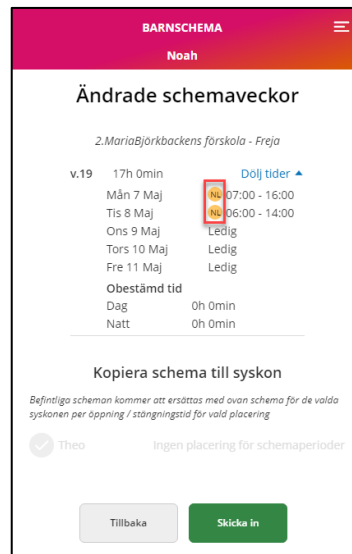 BARNSCHEMA
Noah
Ändrade schemaveckor
2.MariaBjörkbackens förskola - Freja
v.19 17h 0min Dölj tider
Mån 7 Maj NL 07:00 - 16:00
Tis 8 Maj NL 06:00 - 14:00
Ons 9 Maj Ledig
Tors 10 Maj Ledig
Fre 11 Maj Ledig
Obestämd tid
Dag 0h 0min
Natt 0h 0min
Kopiera schema till syskon
Befintliga scheman kommer att ersättas med ovan schema för de valda
syskonen per öppning / stängningstid för vald placering
Theo Ingen placering för schemaperioder
Tillbaka Skicka in